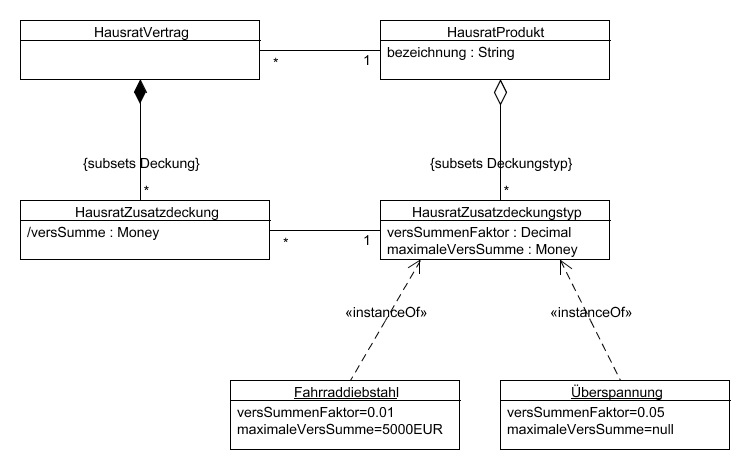 HausratVertrag
HausratProdukt
bezeichnung : String
*
1
{subsets Deckung}
{subsets Deckungstyp}
*
*
HausratZusatzdeckung
/versSumme : Money
HausratZusatzdeckungstyp
versSummenFaktor : Decimal
maximaleVersSumme : Money
*
1
«instanceOf»
«instanceOf»
Fahrraddiebstahl
versSummenFaktor=0.01
maximaleVersSumme=5000EUR
Überspannung
versSummenFaktor=0.05
maximaleVersSumme=null